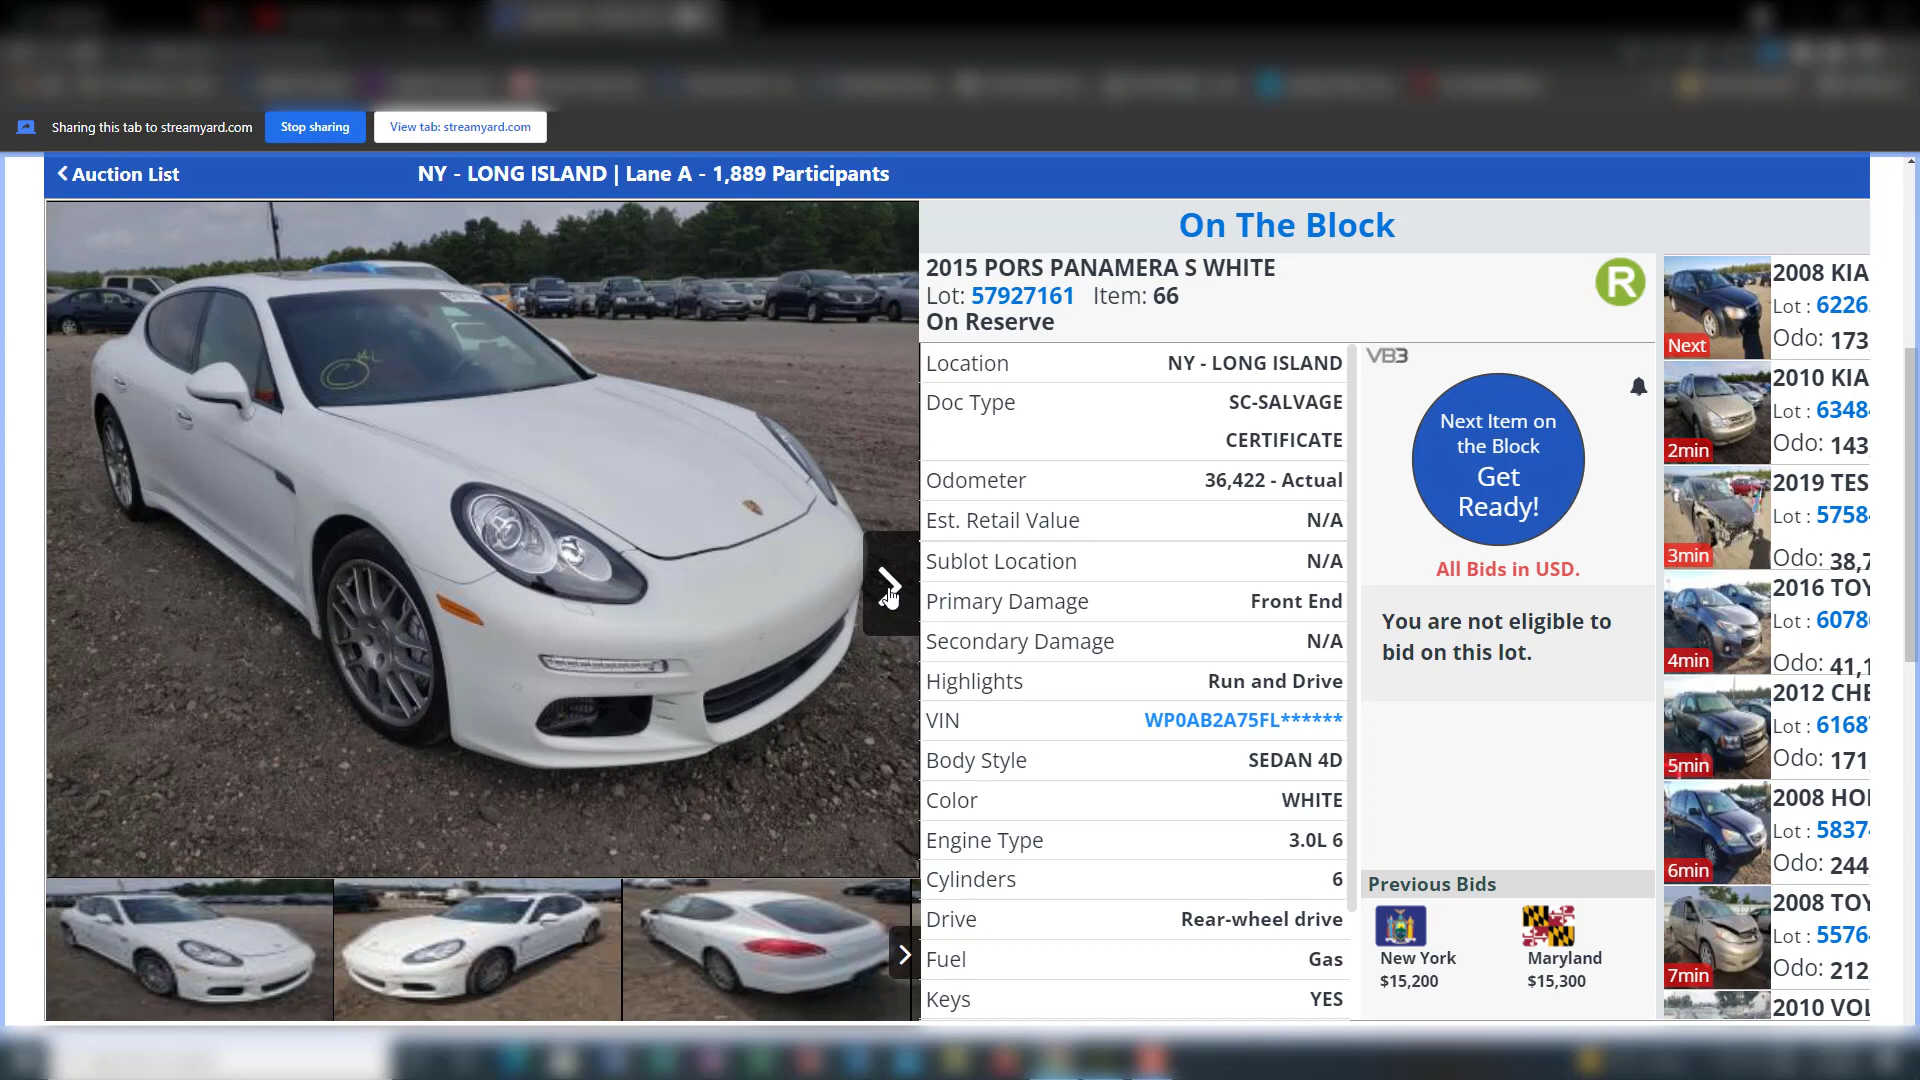 Sharing this tab to streamyard.com
Stop sharing
View tab: streamyard.com
Auction List
NY - LONG ISLAND | Lane A - 1,889 Participants
On The Block
2015 PORS PANAMERA S WHITE
Lot: 57927161 Item: 66
On Reserve
R
Location NY - LONG ISLAND
Doc Type SC-SALVAGE
CERTIFICATE
Odometer 36,422 - Actual
Est. Retail Value N/A
Sublot Location N/A
Primary Damage Front End
Secondary Damage N/A
Highlights Run and Drive
VIN WP0AB2A75FL******
Body Style SEDAN 4D
Color WHITE
Engine Type 3.0L 6
Cylinders 6
Drive Rear-wheel drive
Fuel Gas
Keys YES
VB3
Next Item on
the Block
Get
Ready!
All Bids in USD.
You are not eligible to
bid on this lot.
Previous Bids
New York
$15,200
Maryland
$15,300
Next
2008 KIA
Lot : 6226
Odo: 173
2min
2010 KIA
Lot : 6348
Odo: 143
3min
2019 TES
Lot : 5758
Odo: 38,7
4min
2016 TOY
Lot : 6078
Odo: 41,1
5min
2012 CHE
Lot : 6168
Odo: 171
6min
2008 HO
Lot : 5837
Odo: 244
7min
2008 TOY
Lot : 5576
Odo: 212
2010 VOL